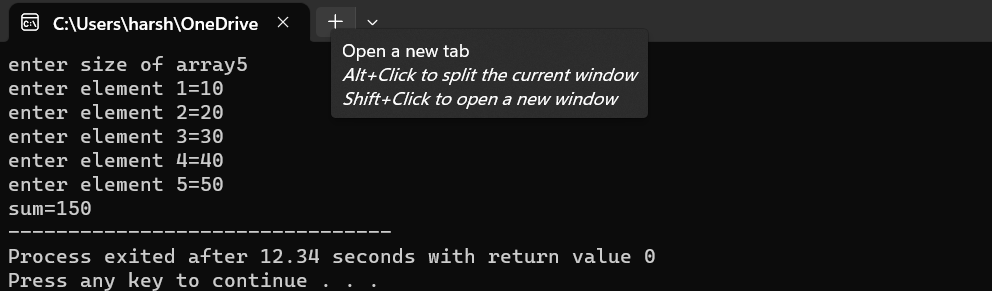 C:\Users\harsh\OneDrive
Open a new tab
Alt+Click to split the current window
Shift+Click to open a new window
enter size of array5
enter element 1=10
enter element 2=20
enter element 3=30
enter element 4=40
enter element 5=50
sum=150
--------------------------------
Process exited after 12.34 seconds with return value 0
Press any key to continue . . .